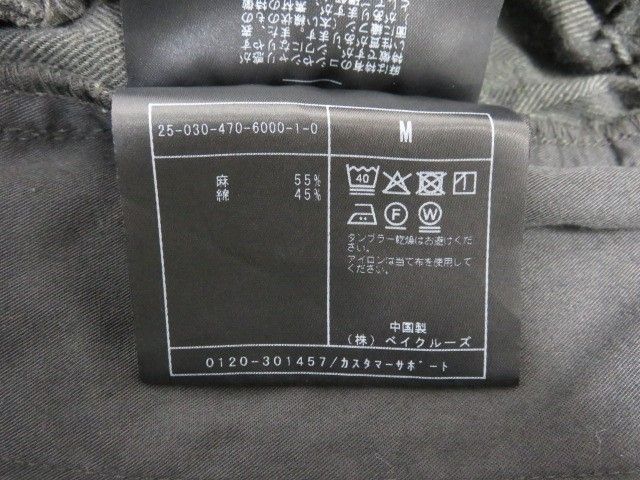 25-030-470-6000-1-0
M
麻 55%
綿 45%
40
F
W
タンブラー乾燥はお避けくだ
さい。
アイロンは当て布を使用して
ください。
中国製
(株) ベイクルーズ
0120-301457/カスタマーサポート